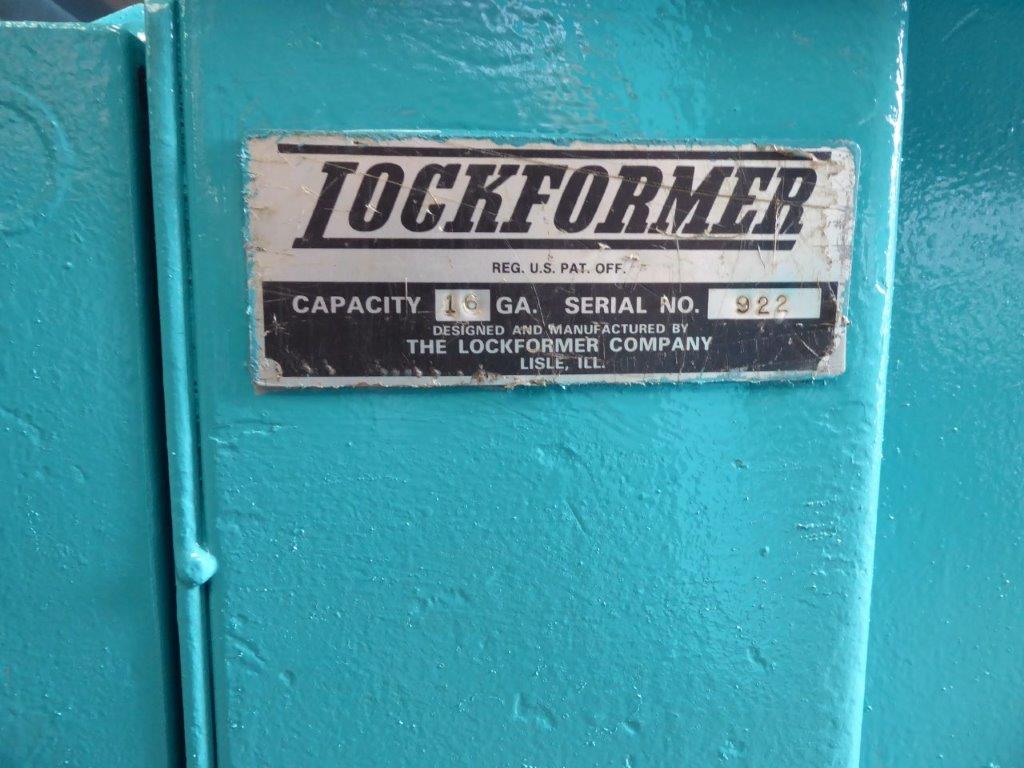 LOCKFORMER
REG. U.S. PAT. OFF.
CAPACITY 16 GA. SERIAL NO. 922
DESIGNED AND MANUFACTURED BY
THE LOCKFORMER COMPANY
LISLE, ILL.